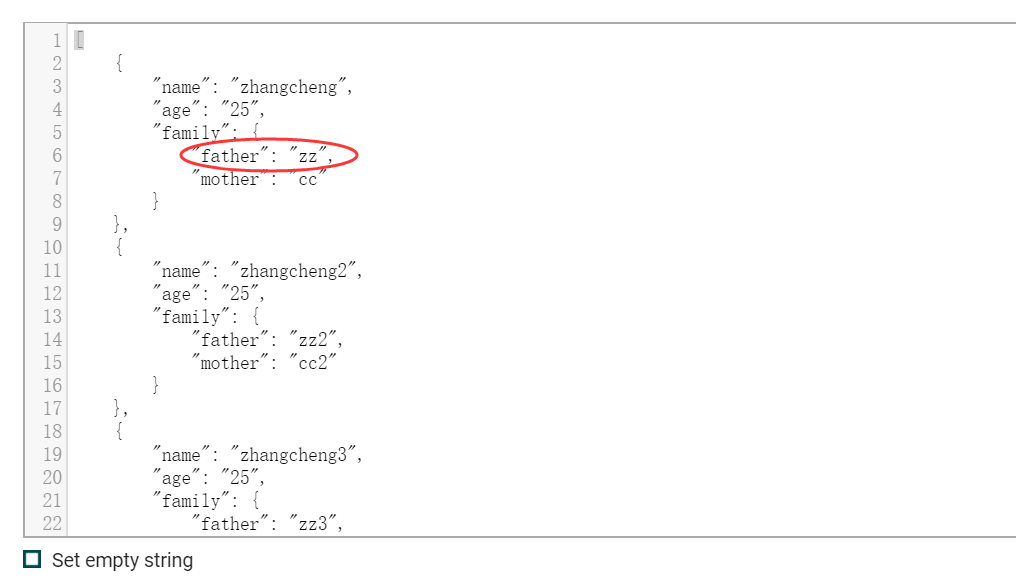 1 [
2 {
3 "name": "zhangcheng",
4 "age": "25",
5 "family": {
6 "father": "zz",
7 "mother": "cc"
8 }
9 },
10 {
11 "name": "zhangcheng2",
12 "age": "25",
13 "family": {
14 "father": "zz2",
15 "mother": "cc2"
16 }
17 },
18 {
19 "name": "zhangcheng3",
20 "age": "25",
21 "family": {
22 "father": "zz3",
Set empty string